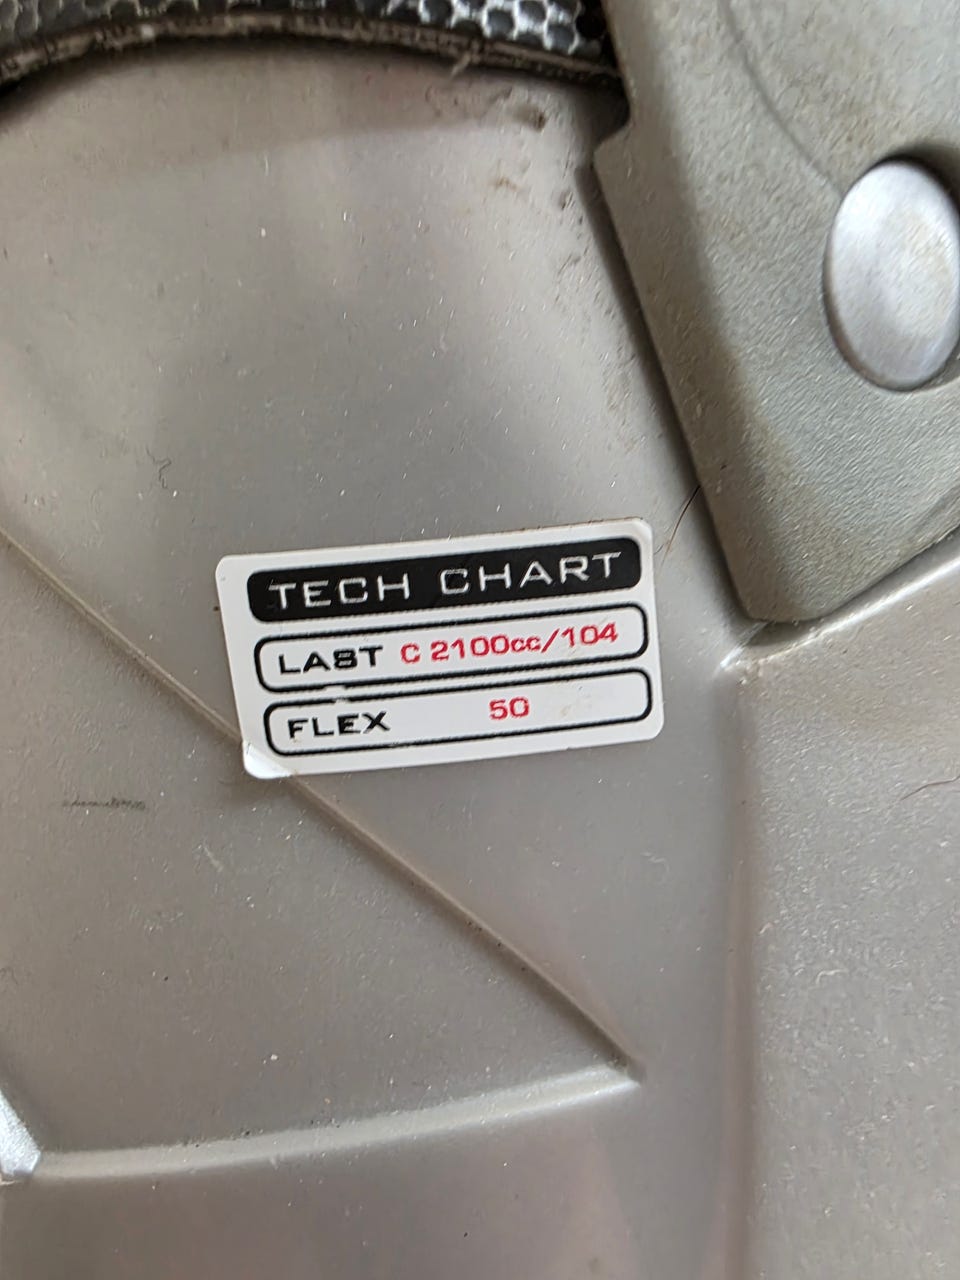 TECH CHART
LAST C 2100cc/104
FLEX 50